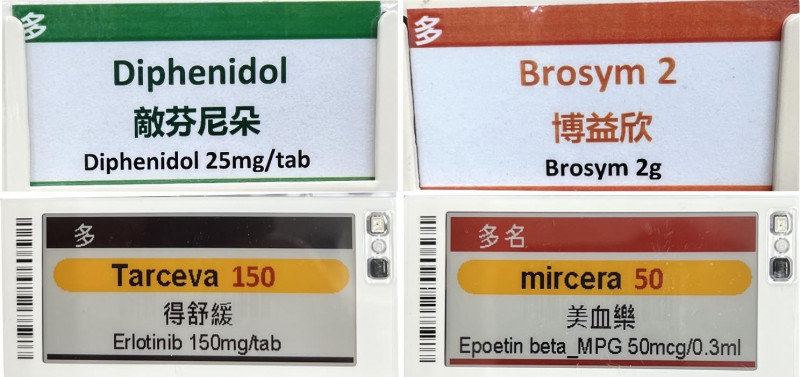 多
Diphenidol
敵芬尼朵
Diphenidol 25mg/tab
多
Brosym 2
博益欣
Brosym 2g
多
Tarceva 150
得舒緩
Erlotinib 150mg/tab
多名
mircera 50
美血樂
Epoetin beta_MPG 50mcg/0.3ml